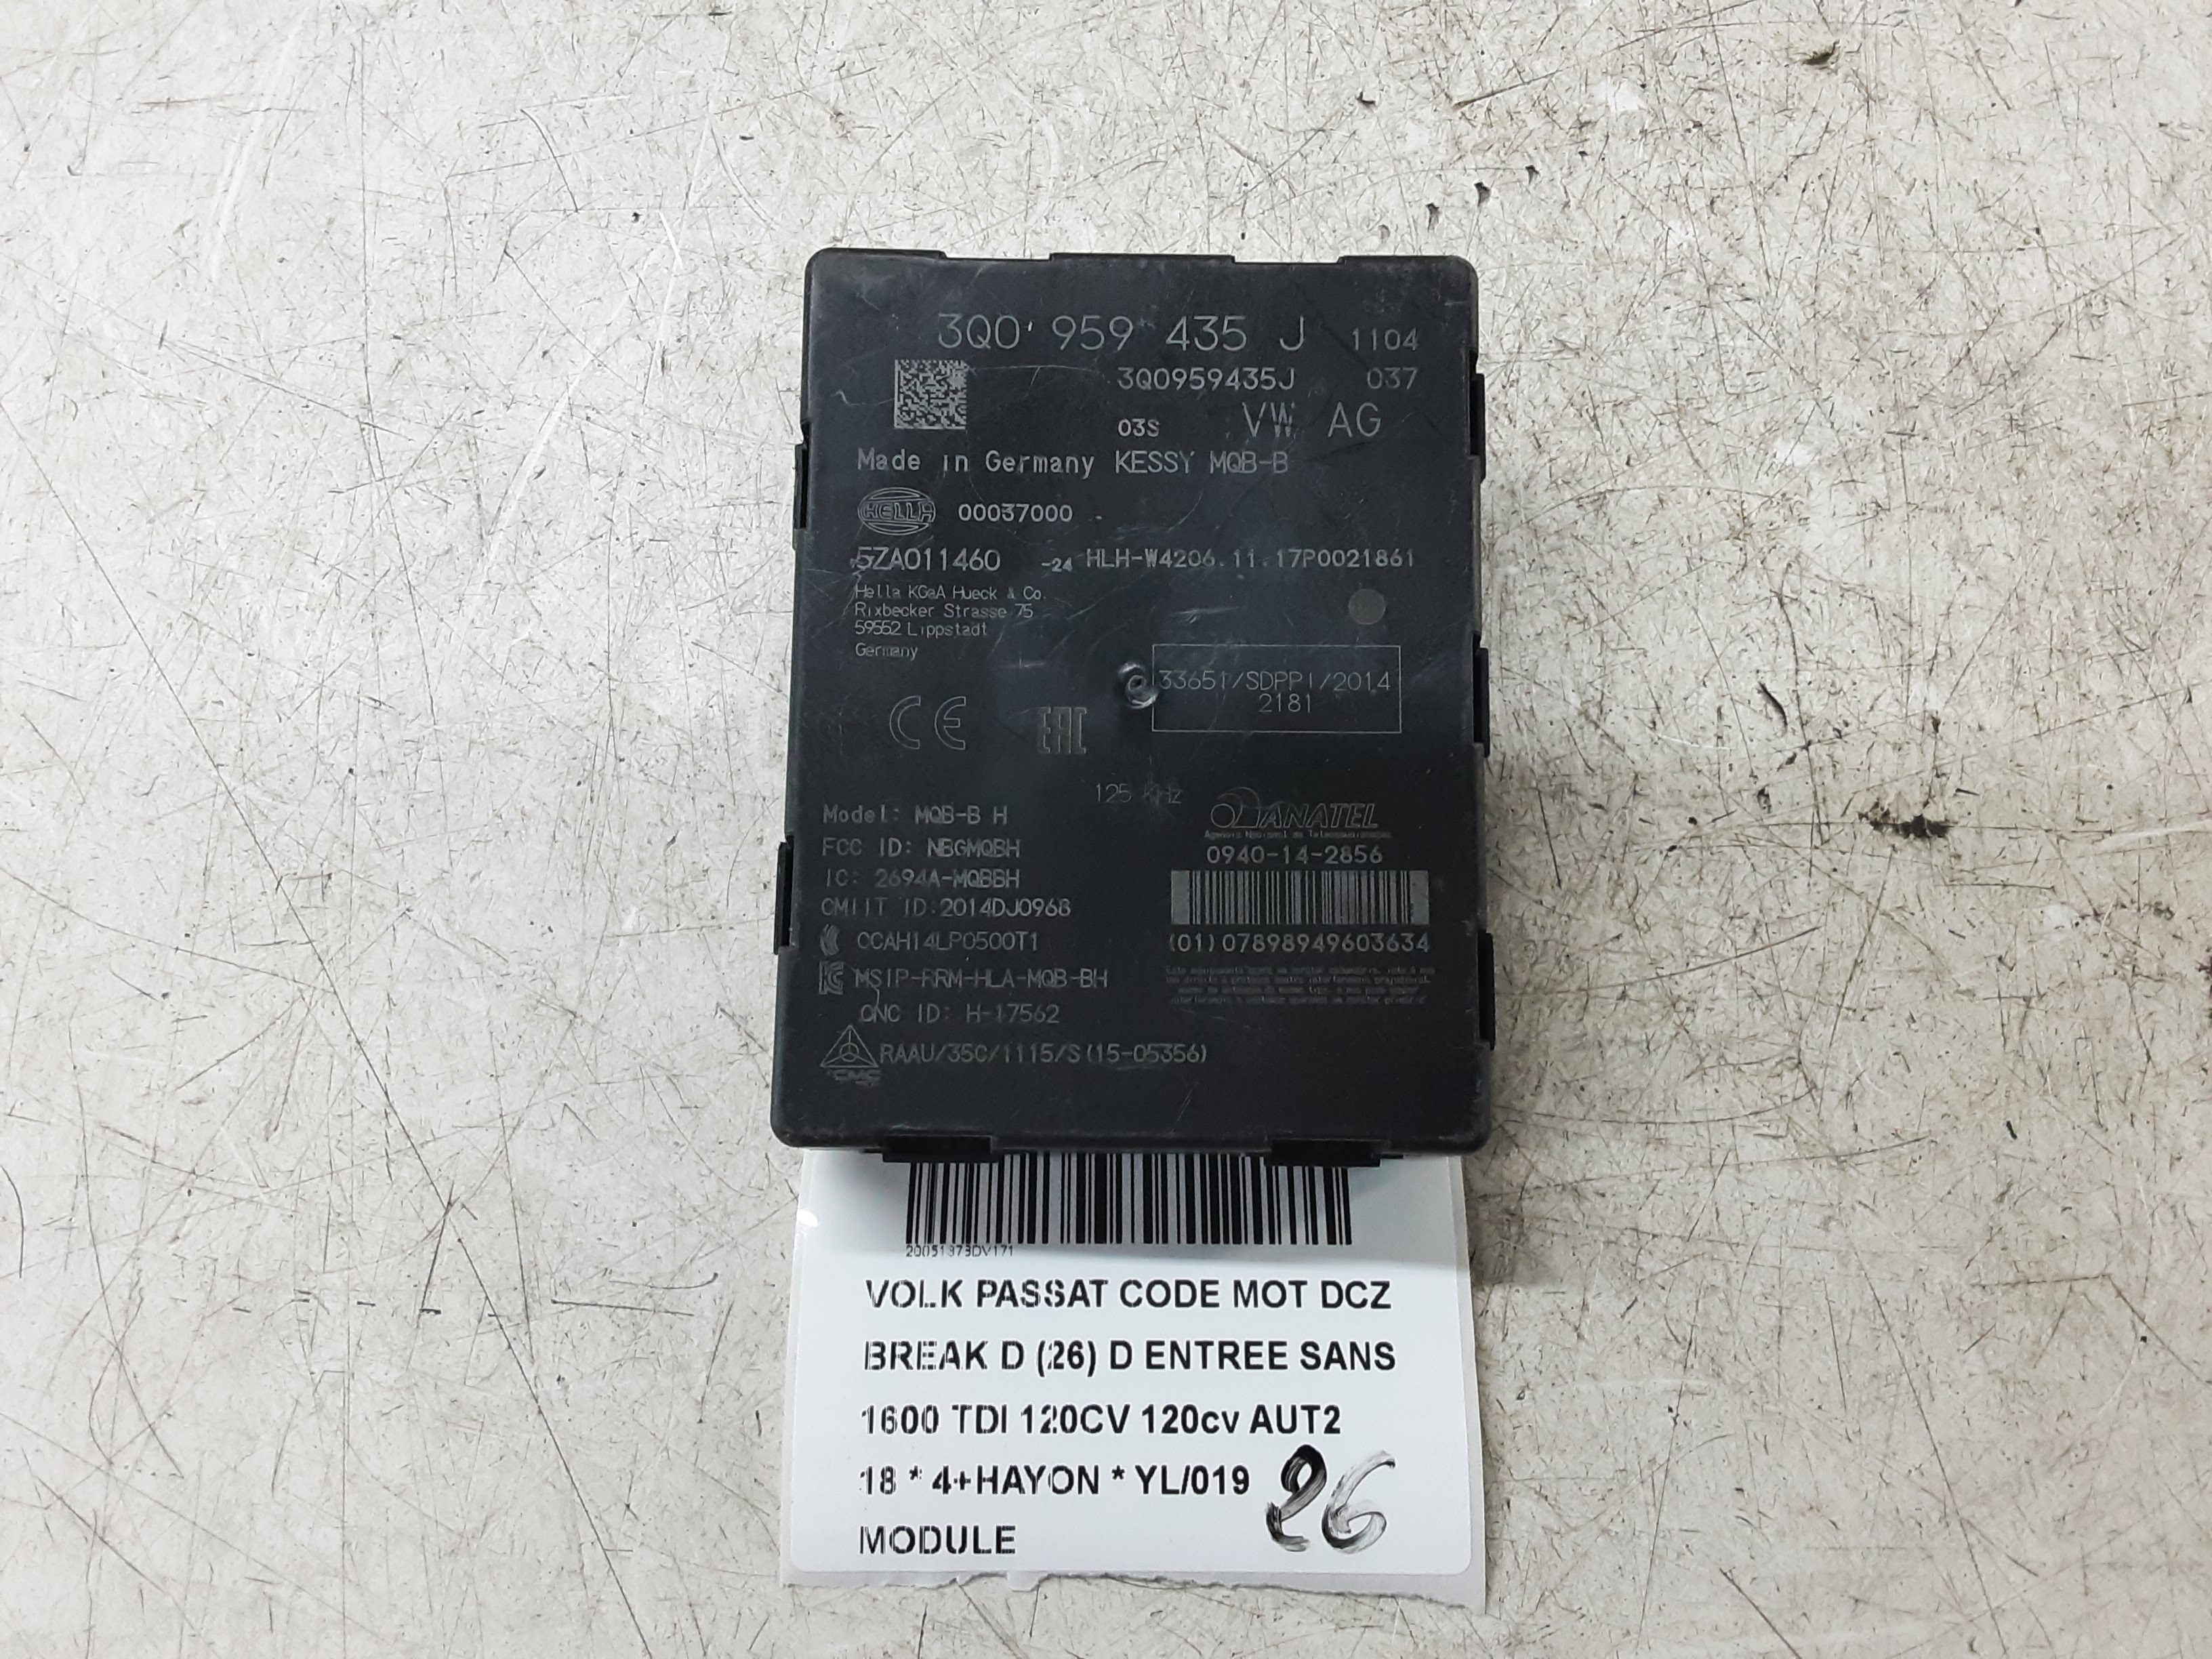 3Q0 959 435 J 1104
3Q0959435J 037
03S VW AG
Made in Germany KESSY MQB-B
HELLA 00037000
5ZA011460 -24 HLH-W4206.11.17P0021861
Hella KGaA Hueck & Co.
Rixbecker Strasse 75
59552 Lippstadt
Germany
33651/SDPPI/2014
2181
CE EAC
125 KHz
Model: MQB-B H
ANATEL
FCC ID: NBGMQBH
0940-14-2856
IC: 2694A-MQBBH
CMIIT ID:2014DJ0968
CCAH14LP0500T1
(01)07898949603634
MSIP-RRM-HLA-MQB-BH
CNC ID: H-17562
RAAU/35C/1115/S(15-05356)
CMC
VOLK PASSAT CODE MOT DCZ
BREAK D (26) D ENTREE SANS
1600 TDI 120CV 120cv AUT2
18 * 4+HAYON * YL/019 26
MODULE